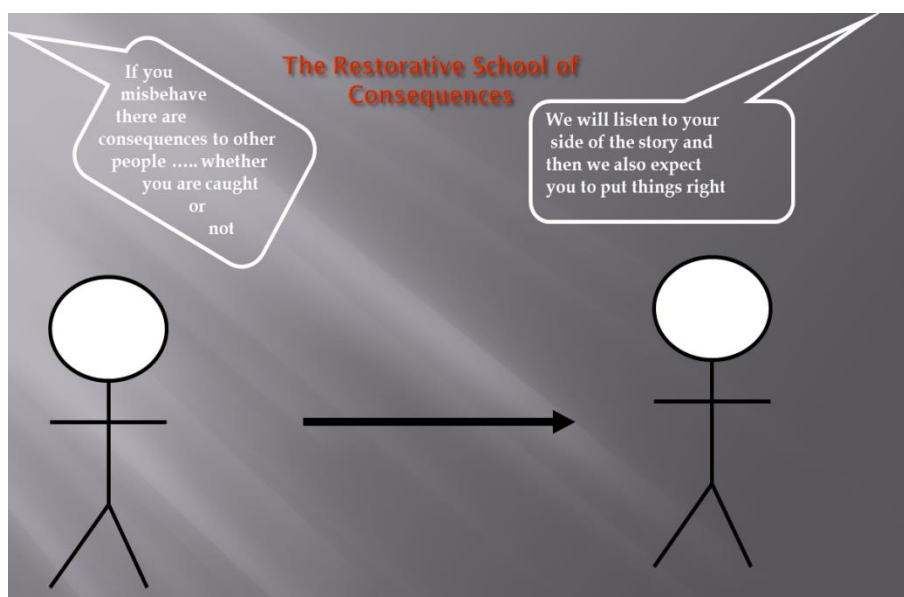 The Restorative School of
Consequences
If you
misbehave
there are
consequences to other
people ..... whether
you are caught
or
not
We will listen to your
side of the story and
then we also expect
you to put things right